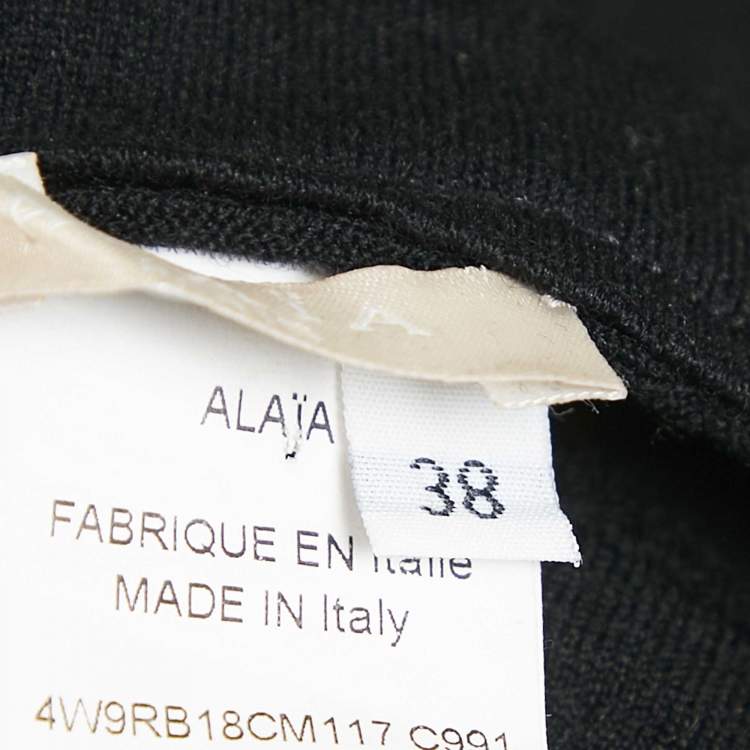 ALAÏA
38
FABRIQUE EN Italie
MADE IN Italy
4W9RB18CM117 C991